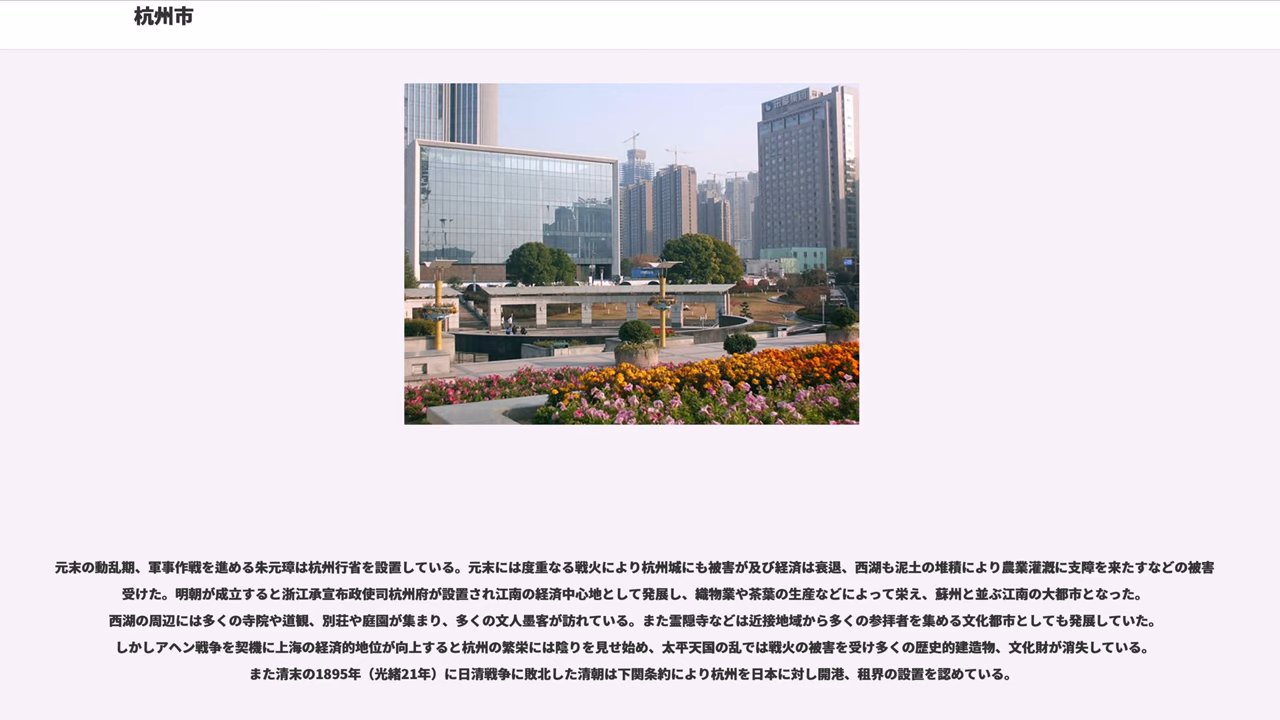 杭州市
元末の動乱期、軍事作戦を進める朱元璋は杭州行省を設置している。元末には度重なる戦火により杭州城にも被害が及び経済は衰退、西湖も泥土の堆積により農業灌漑に支障を来たすなどの被害
受けた。明朝が成立すると浙江承宣布政使司杭州府が設置され江南の経済中心地として発展し、織物業や茶葉の生産などによって栄え、蘇州と並ぶ江南の大都市となった。
西湖の周辺には多くの寺院や道観、別荘や庭園が集まり、多くの文人墨客が訪れている。また霊隠寺などは近接地域から多くの参拝者を集める文化都市としても発展していた。
しかしアヘン戦争を契機に上海の経済的地位が向上すると杭州の繁栄には陰りを見せ始め、太平天国の乱では戦火の被害を受け多くの歴史的建造物、文化財が消失している。
また清末の1895年（光緒21年）に日清戦争に敗北した清朝は下関条約により杭州を日本に対し開港、租界の設置を認めている。